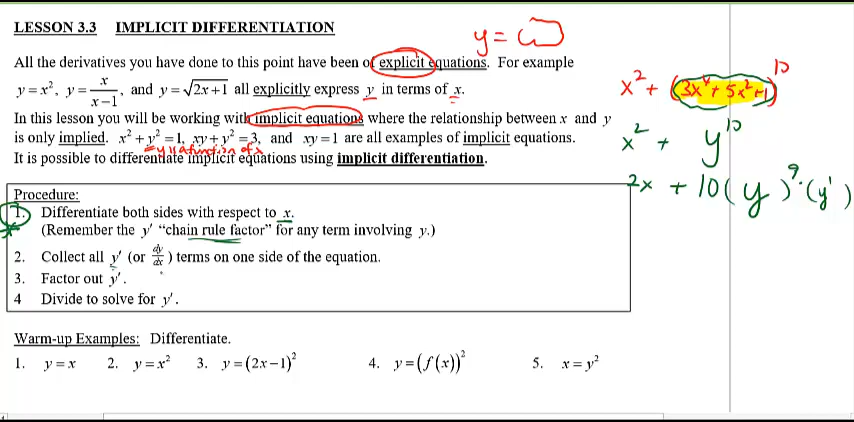 LESSON 3.3 IMPLICIT DIFFERENTIATION
y =
All the derivatives you have done to this point have been of explicit equations. For example
y = x², y = x/(x−1), and y = √(2x+1) all explicitly express y in terms of x.
In this lesson you will be working with implicit equations where the relationship between x and y
is only implied. x² + y² = 1, xy + y² = 3, and xy = 1 are all examples of implicit equations.
y is a function of x
It is possible to differentiate implicit equations using implicit differentiation.
Procedure:
1. Differentiate both sides with respect to x.
(Remember the y′ “chain rule factor” for any term involving y.)
2. Collect all y′ (or dy/dx) terms on one side of the equation.
3. Factor out y′.
4 Divide to solve for y′.
Warm-up Examples: Differentiate.
1. y = x 2. y = x² 3. y = (2x−1)² 4. y = (f(x))² 5. x = y²
x² + (3x⁴ + 5x² + 1)¹⁰
x² + y¹⁰
2x + 10(y)⁹·(y′)